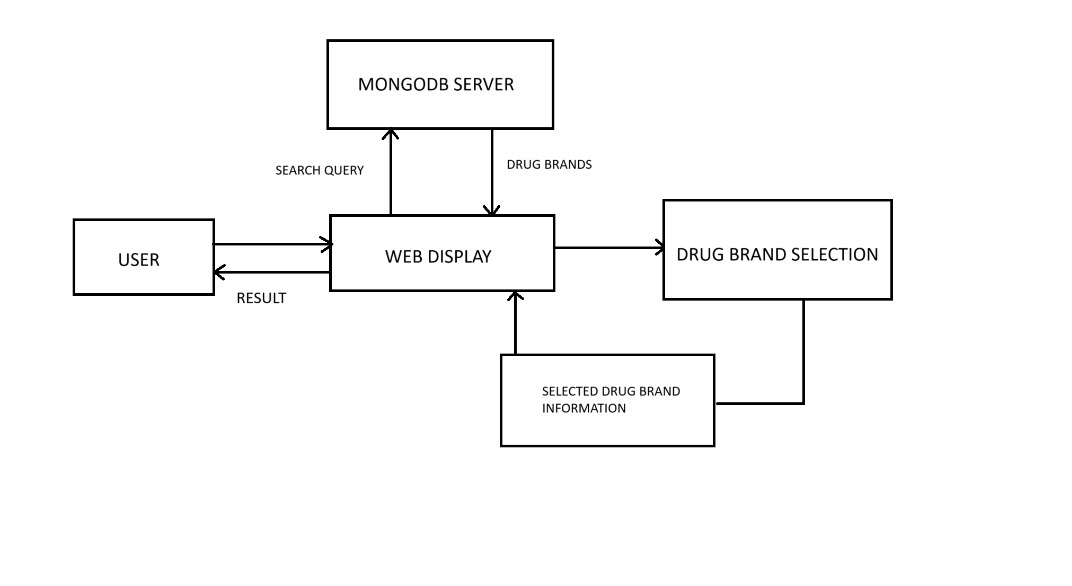 MONGODB SERVER
SEARCH QUERY
DRUG BRANDS
USER
WEB DISPLAY
DRUG BRAND SELECTION
RESULT
SELECTED DRUG BRAND
INFORMATION